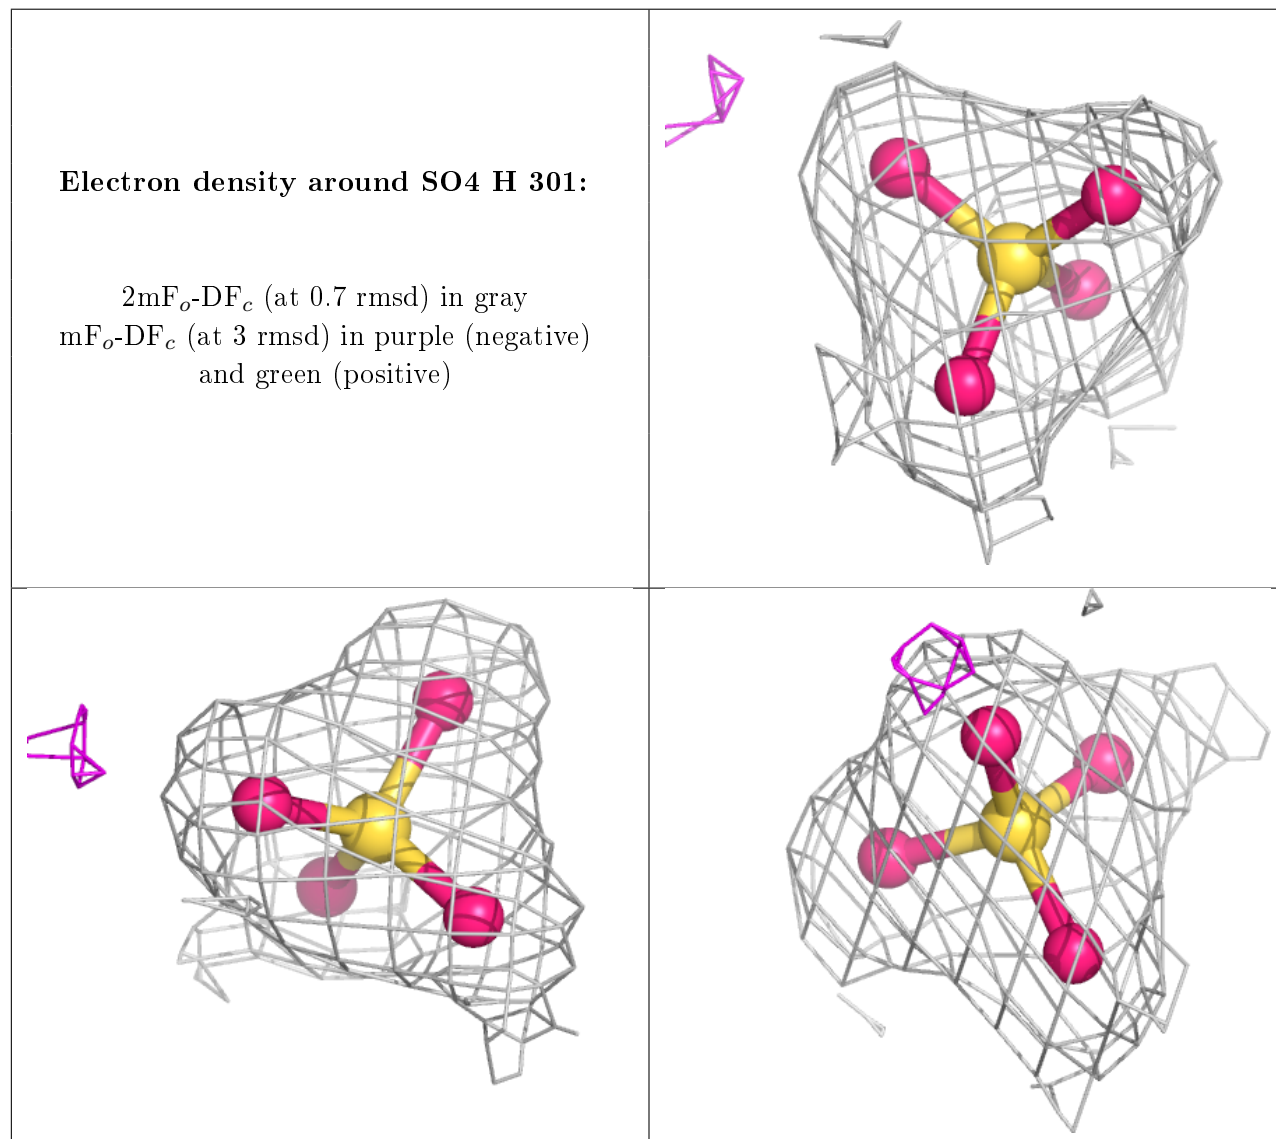 Electron density around SO4 H 301:
2mFₒ-DF𝒸 (at 0.7 rmsd) in gray
mFₒ-DF𝒸 (at 3 rmsd) in purple (negative)
and green (positive)